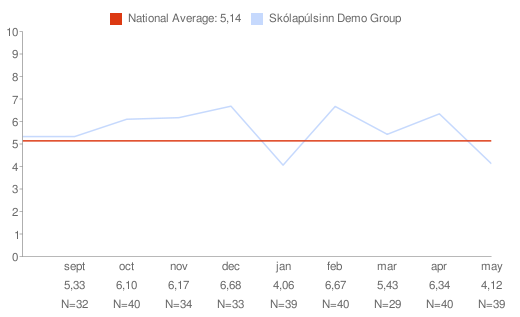 National Average: 5,14 Skólapúlsinn Demo Group
10
9
8
7
6
5
4
3
2
1
0
sept oct nov dec jan feb mar apr may
5,33 6,10 6,17 6,68 4,06 6,67 5,43 6,34 4,12
N=32 N=40 N=34 N=33 N=39 N=40 N=29 N=40 N=39